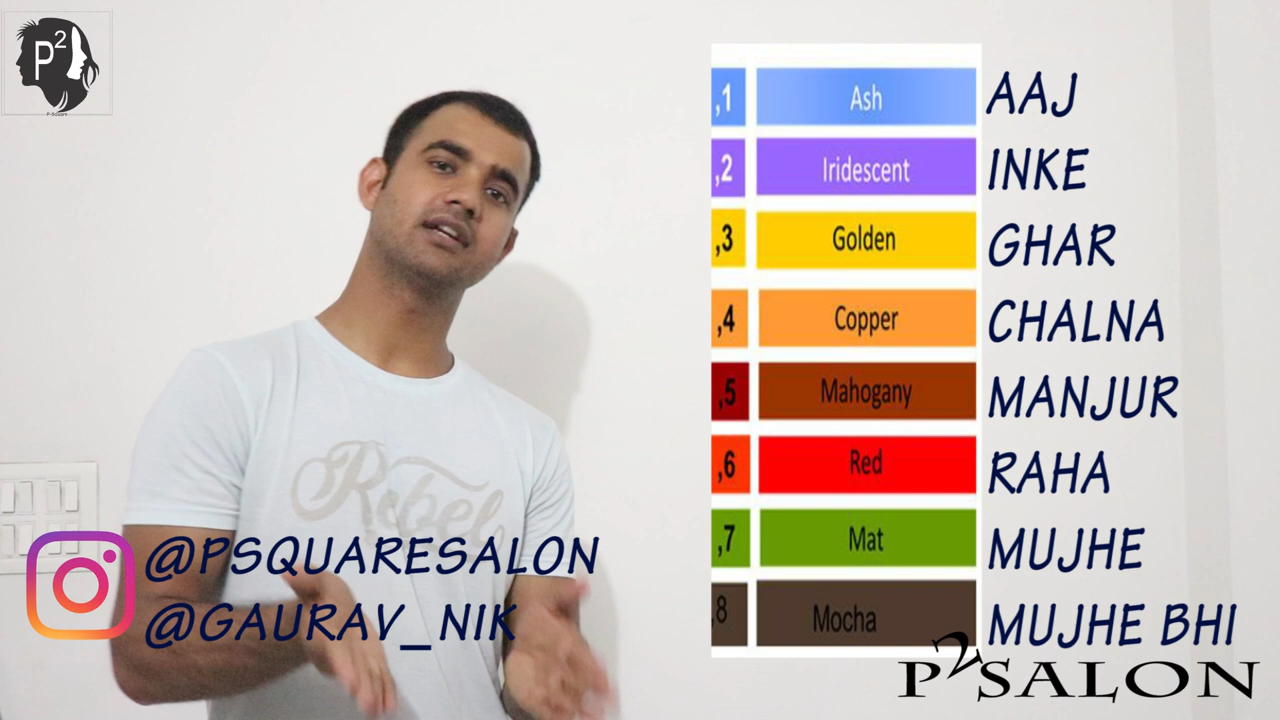 P2
P-Square
,1 Ash AAJ
,2 Iridescent INKE
,3 Golden GHAR
,4 Copper CHALNA
,5 Mahogany MANJUR
,6 Red RAHA
,7 Mat MUJHE
,8 Mocha MUJHE BHI
Rebel
@PSQUARESALON
@GAURAV_NIK
P2SALON